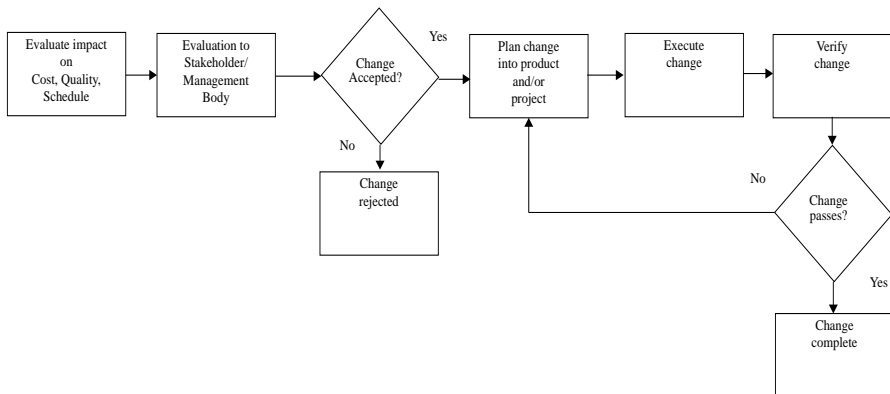 Evaluate impact
on
Cost, Quality,
Schedule
Evaluation to
Stakeholder/
Management
Body
Change
Accepted?
Yes
No
Change
rejected
Plan change
into product
and/or
project
Execute
change
Verify
change
Change
passes?
No
Yes
Change
complete